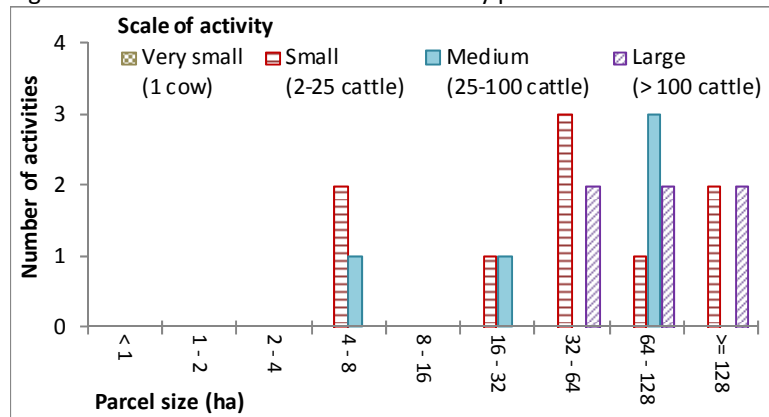 Scale of activity
Very small Small Medium Large
(1 cow) (2-25 cattle) (25-100 cattle) (> 100 cattle)
Number of activities
4
3
2
1
0
< 1
1 - 2
2 - 4
4 - 8
8 - 16
16 - 32
32 - 64
64 - 128
>= 128
Parcel size (ha)